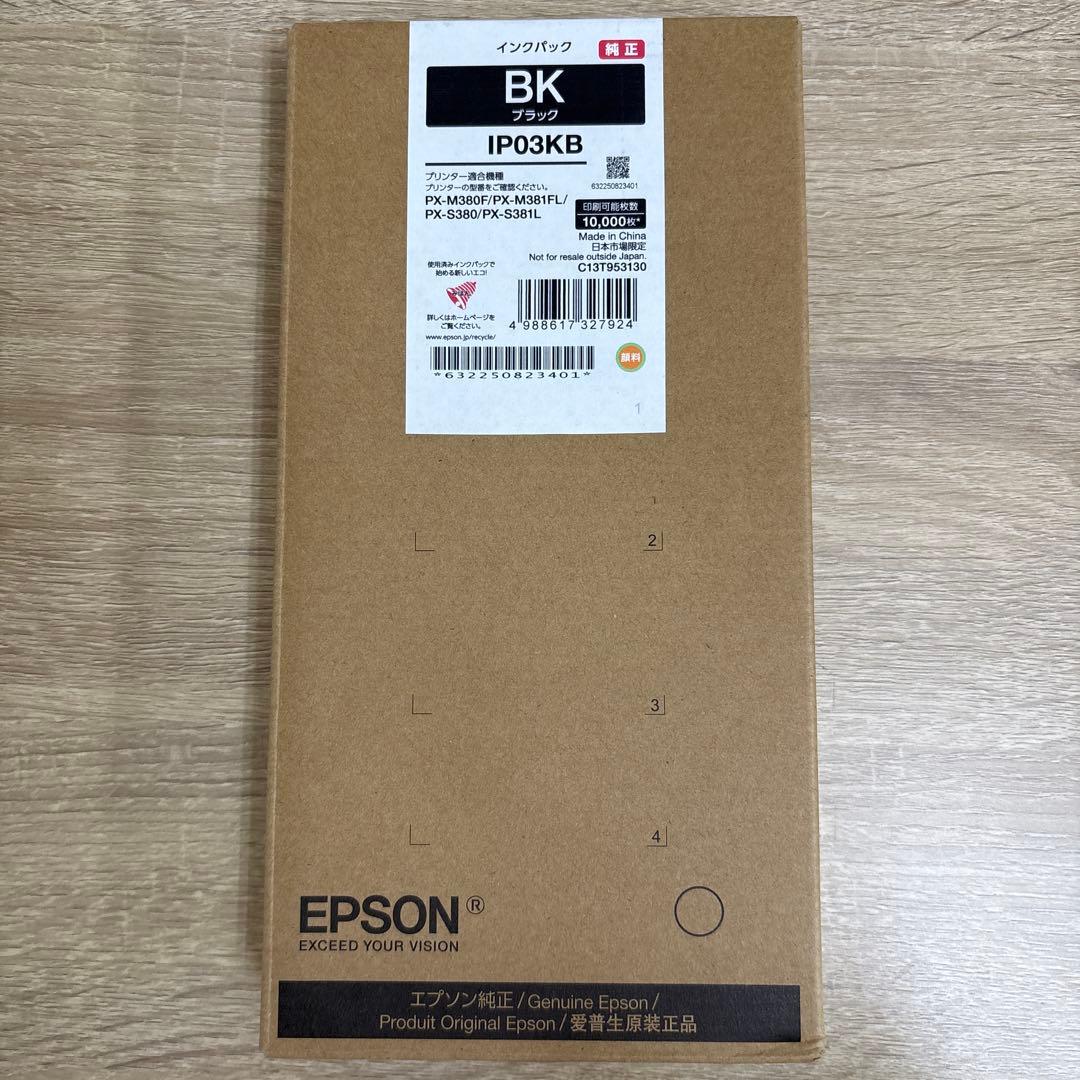 インクパック
純正
BK
ブラック
IP03KB
プリンター適合機種
プリンターの型番をご確認ください。
PX-M380F/PX-M381FL/
PX-S380/PX-S381L
632250823401
印刷可能枚数
10,000枚*
Made in China
日本市場限定
Not for resale outside Japan.
C13T953130
使用済みインクパックで
始める新しいエコ!
詳しくはホームページを
ご覧ください。
www.epson.jp/recycle/
4 988617 327924
*632250823401*
顔料
1
2
3
4
EPSON®
EXCEED YOUR VISION
エプソン純正/Genuine Epson/
Produit Original Epson/爱普生原装正品